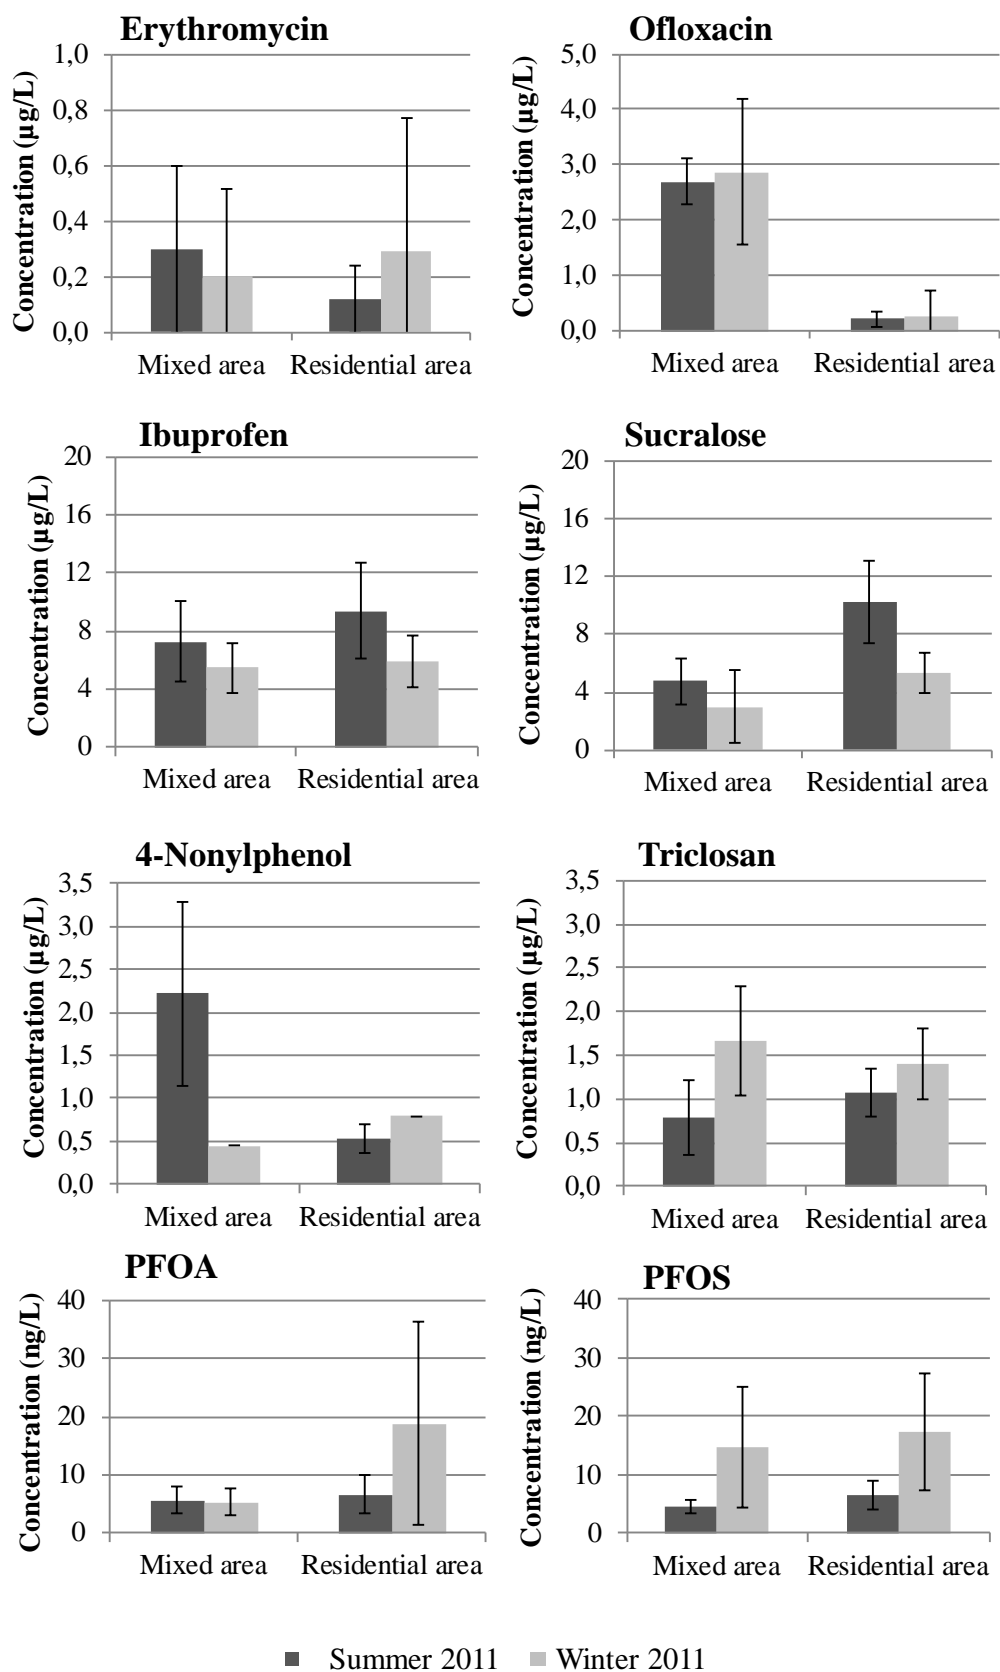 Erythromycin
Concentration (µg/L)
1,0
0,8
0,6
0,4
0,2
0,0
Mixed area Residential area
Ofloxacin
Concentration (µg/L)
5,0
4,0
3,0
2,0
1,0
0,0
Mixed area Residential area
Ibuprofen
Concentration (µg/L)
20
16
12
8
4
0
Mixed area Residential area
Sucralose
Concentration (µg/L)
20
16
12
8
4
0
Mixed area Residential area
4-Nonylphenol
Concentration (µg/L)
3,5
3,0
2,5
2,0
1,5
1,0
0,5
0,0
Mixed area Residential area
Triclosan
Concentration (µg/L)
3,5
3,0
2,5
2,0
1,5
1,0
0,5
0,0
Mixed area Residential area
PFOA
Concentration (ng/L)
40
30
20
10
0
Mixed area Residential area
PFOS
Concentration (ng/L)
40
30
20
10
0
Mixed area Residential area
Summer 2011 Winter 2011